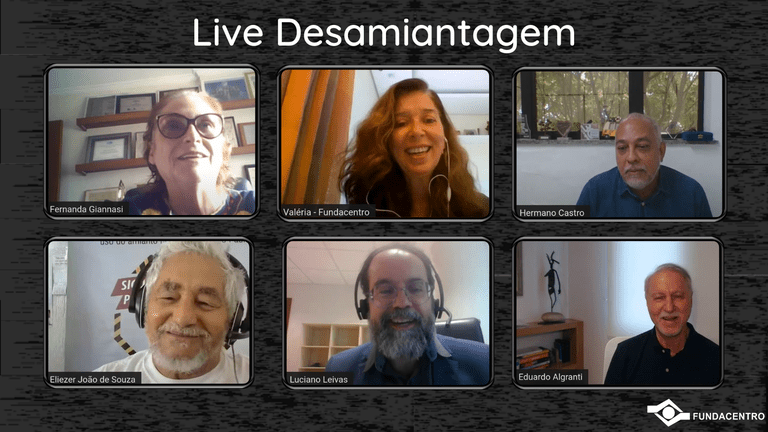 Live Desamiantagem
Fernanda Giannasi
Valéria - Fundacentro
Hermano Castro
uso do amianto
Eliezer João de Souza
Luciano Leivas
Eduardo Algranti
FUNDACENTRO